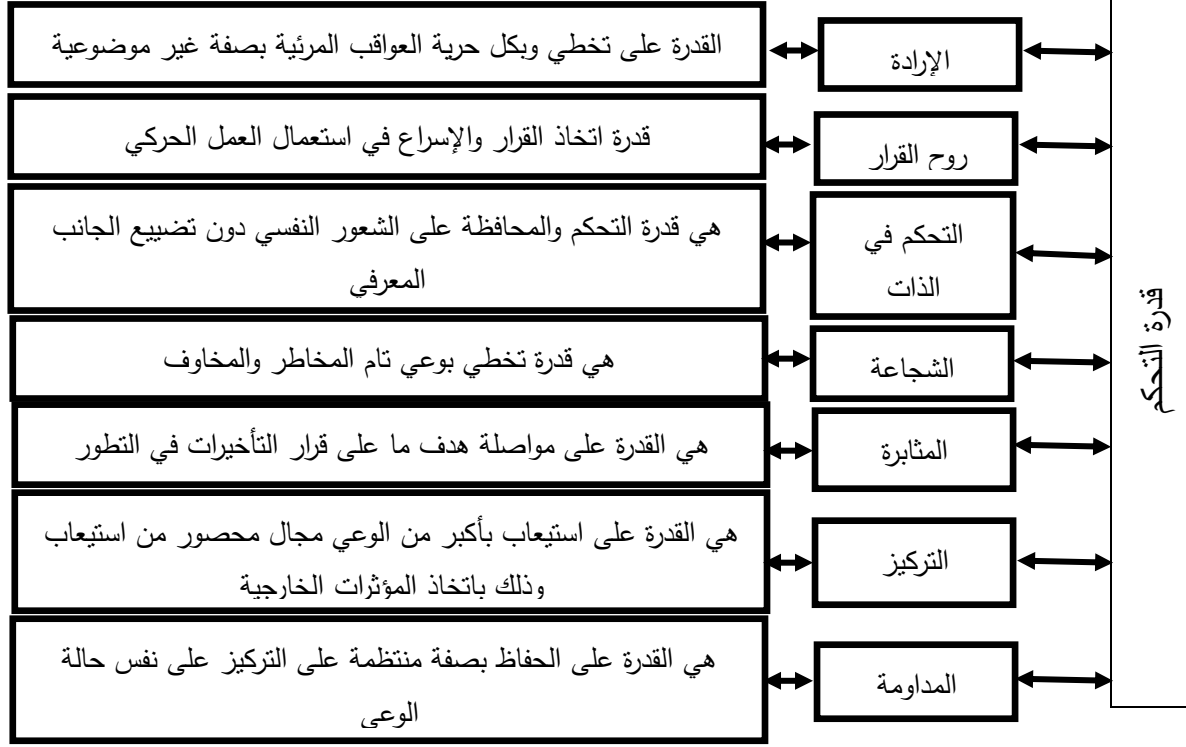 قدرة التحكم
الإرادة
القدرة على تخطي وبكل حرية العواقب المرئية بصفة غير موضوعية
روح القرار
قدرة اتخاذ القرار والإسراع في استعمال العمل الحركي
التحكم في
الذات
هي قدرة التحكم والمحافظة على الشعور النفسي دون تضييع الجانب
المعرفي
الشجاعة
هي قدرة تخطي بوعي تام المخاطر والمخاوف
المثابرة
هي القدرة على مواصلة هدف ما على قرار التأخيرات في التطور
التركيز
هي القدرة على استيعاب بأكبر من الوعي مجال محصور من استيعاب
وذلك باتخاذ المؤثرات الخارجية
المداومة
هي القدرة على الحفاظ بصفة منتظمة على التركيز على نفس حالة
الوعي